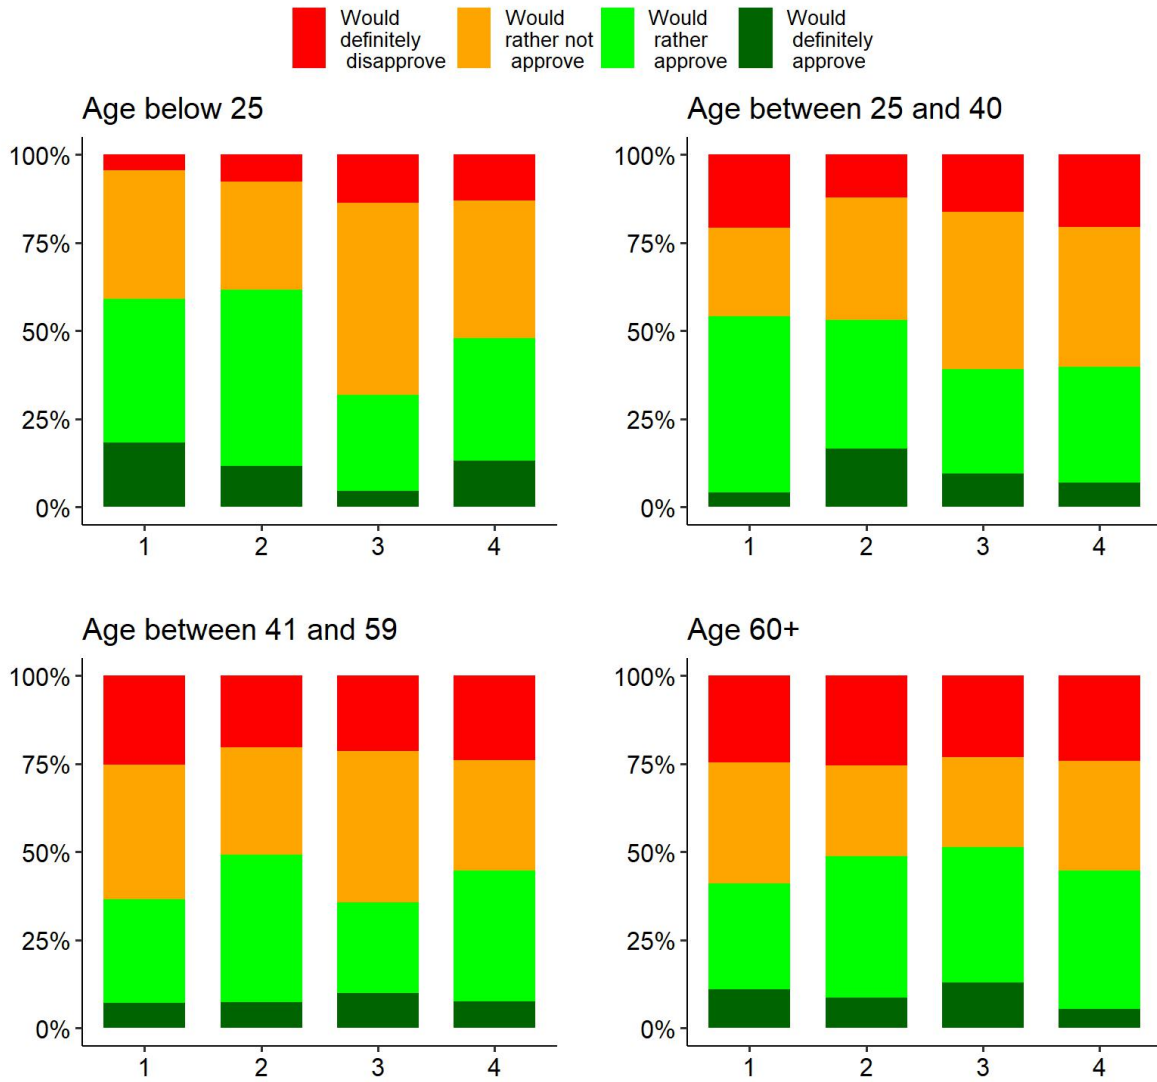 Would definitely disapprove
Would rather not approve
Would rather approve
Would definitely approve
Age below 25
100%
75%
50%
25%
0%
1 2 3 4
Age between 25 and 40
100%
75%
50%
25%
0%
1 2 3 4
Age between 41 and 59
100%
75%
50%
25%
0%
1 2 3 4
Age 60+
100%
75%
50%
25%
0%
1 2 3 4